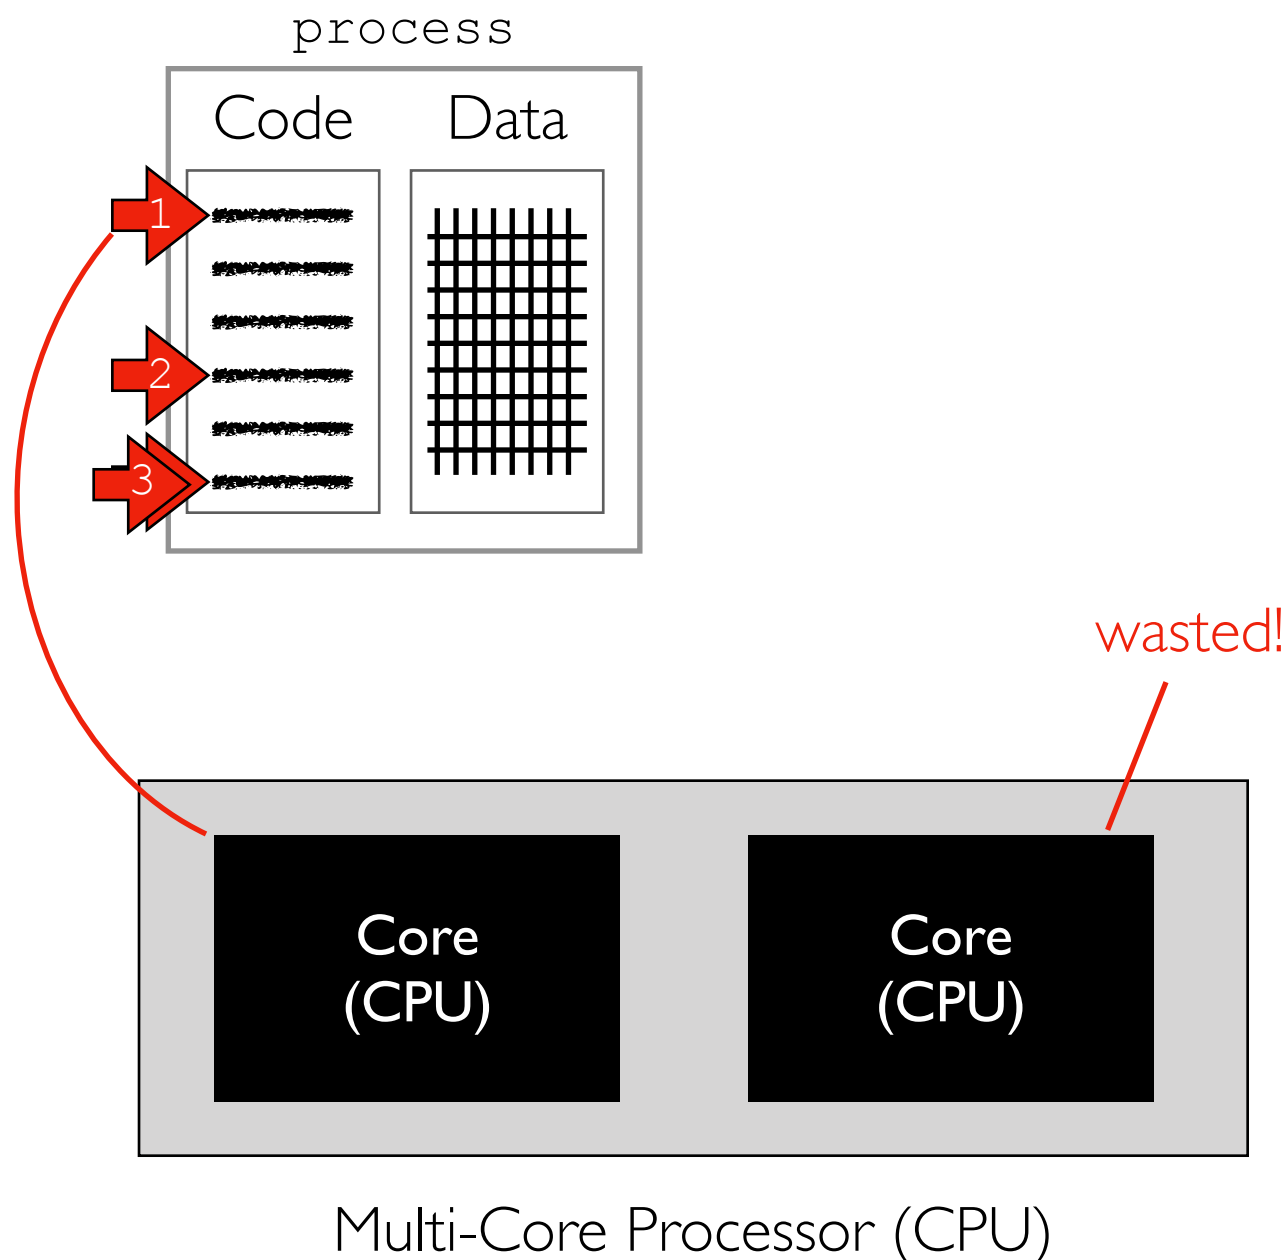 process
Code Data
1
2
3
wasted!
Core
(CPU)
Core
(CPU)
Multi-Core Processor (CPU)